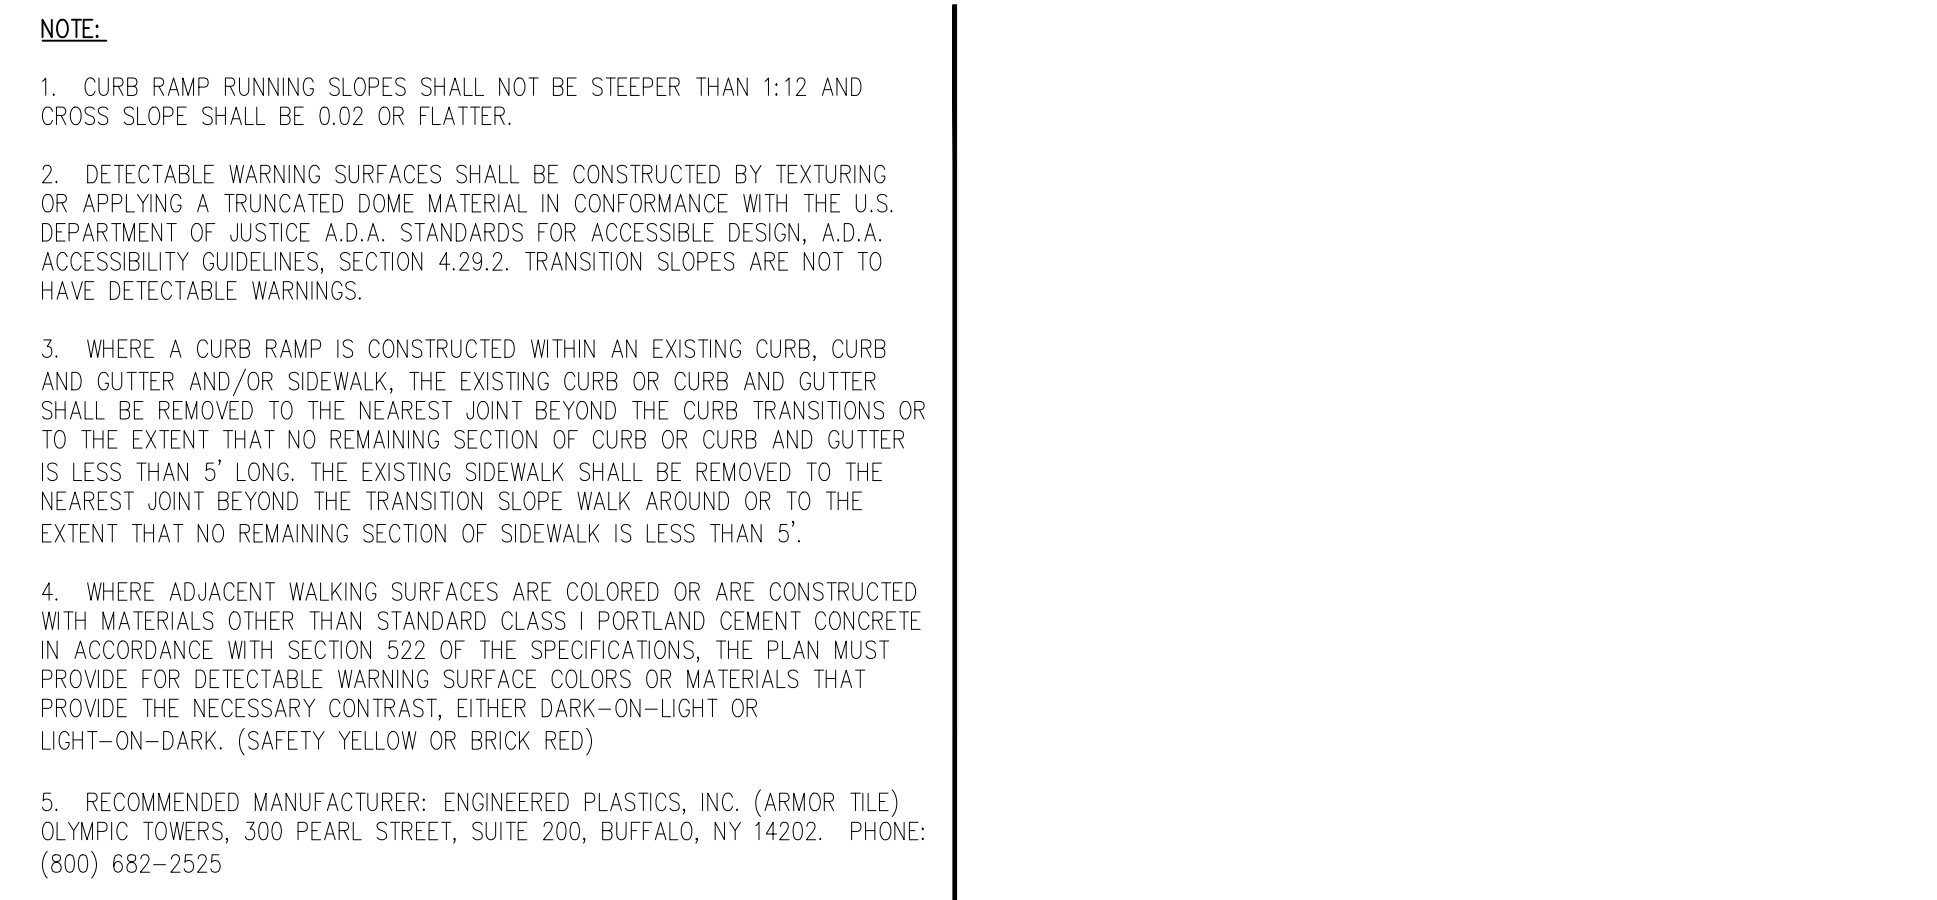 NOTE:
1. CURB RAMP RUNNING SLOPES SHALL NOT BE STEEPER THAN 1:12 AND
CROSS SLOPE SHALL BE 0.02 OR FLATTER.
2. DETECTABLE WARNING SURFACES SHALL BE CONSTRUCTED BY TEXTURING
OR APPLYING A TRUNCATED DOME MATERIAL IN CONFORMANCE WITH THE U.S.
DEPARTMENT OF JUSTICE A.D.A. STANDARDS FOR ACCESSIBLE DESIGN, A.D.A.
ACCESSIBILITY GUIDELINES, SECTION 4.29.2. TRANSITION SLOPES ARE NOT TO
HAVE DETECTABLE WARNINGS.
3. WHERE A CURB RAMP IS CONSTRUCTED WITHIN AN EXISTING CURB, CURB
AND GUTTER AND/OR SIDEWALK, THE EXISTING CURB OR CURB AND GUTTER
SHALL BE REMOVED TO THE NEAREST JOINT BEYOND THE CURB TRANSITIONS OR
TO THE EXTENT THAT NO REMAINING SECTION OF CURB OR CURB AND GUTTER
IS LESS THAN 5' LONG. THE EXISTING SIDEWALK SHALL BE REMOVED TO THE
NEAREST JOINT BEYOND THE TRANSITION SLOPE WALK AROUND OR TO THE
EXTENT THAT NO REMAINING SECTION OF SIDEWALK IS LESS THAN 5'.
4. WHERE ADJACENT WALKING SURFACES ARE COLORED OR ARE CONSTRUCTED
WITH MATERIALS OTHER THAN STANDARD CLASS I PORTLAND CEMENT CONCRETE
IN ACCORDANCE WITH SECTION 522 OF THE SPECIFICATIONS, THE PLAN MUST
PROVIDE FOR DETECTABLE WARNING SURFACE COLORS OR MATERIALS THAT
PROVIDE THE NECESSARY CONTRAST, EITHER DARK-ON-LIGHT OR
LIGHT-ON-DARK. (SAFETY YELLOW OR BRICK RED)
5. RECOMMENDED MANUFACTURER: ENGINEERED PLASTICS, INC. (ARMOR TILE)
OLYMPIC TOWERS, 300 PEARL STREET, SUITE 200, BUFFALO, NY 14202. PHONE:
(800) 682-2525